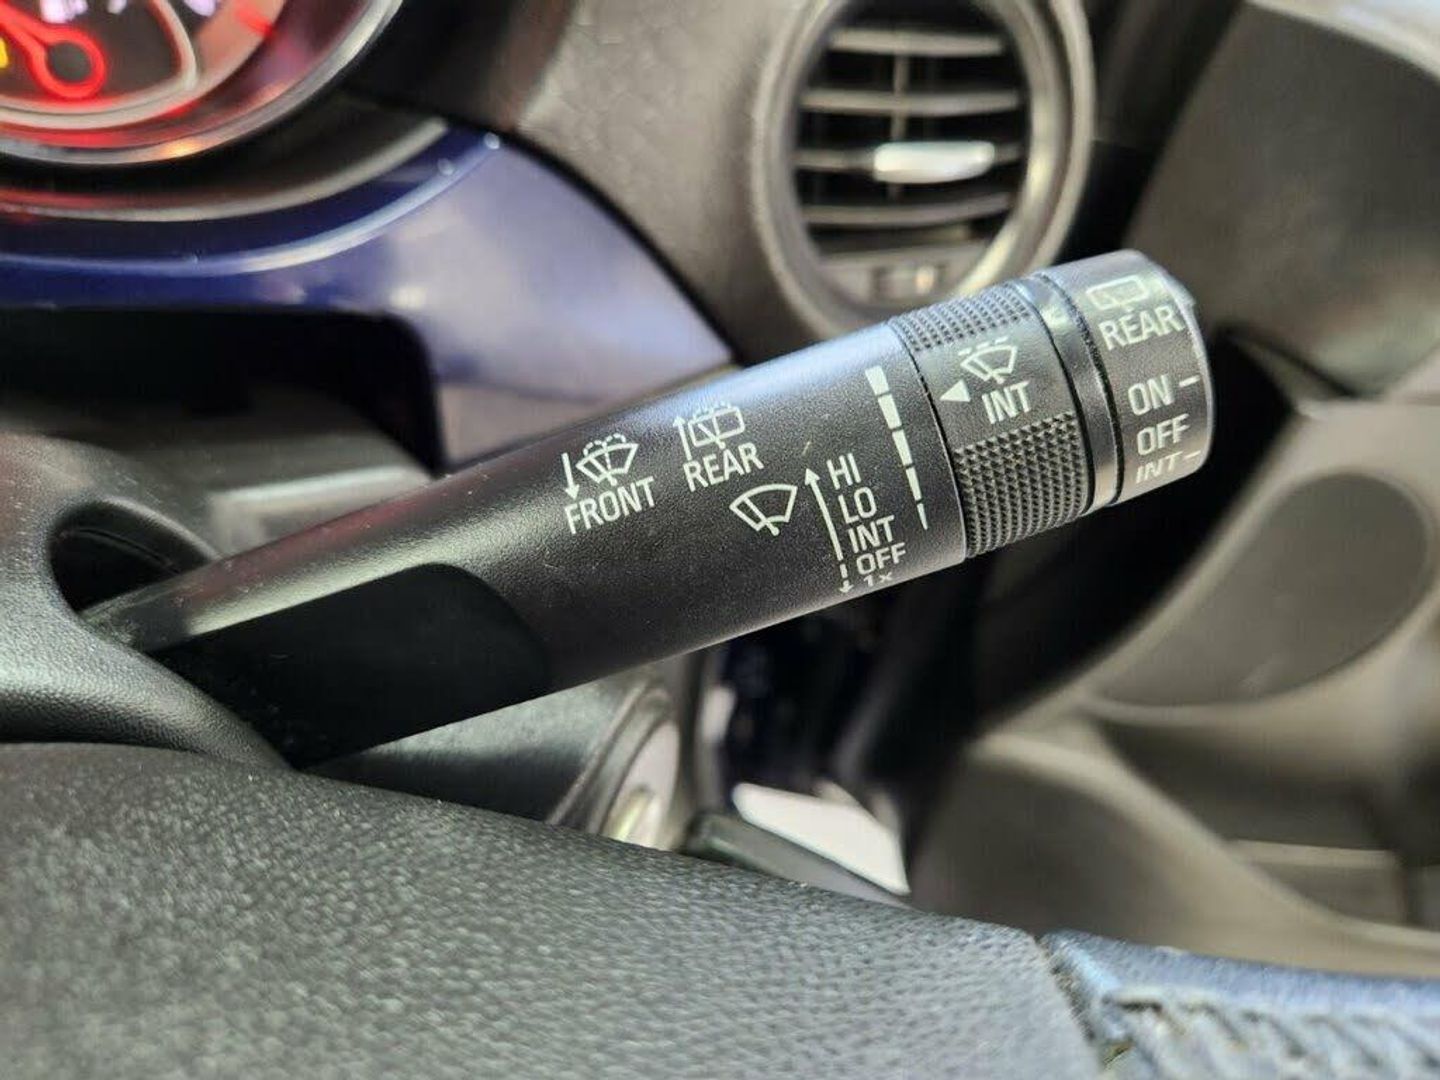 FRONT
REAR
HI
LO
INT
OFF
1x
INT
REAR
ON
OFF
INT